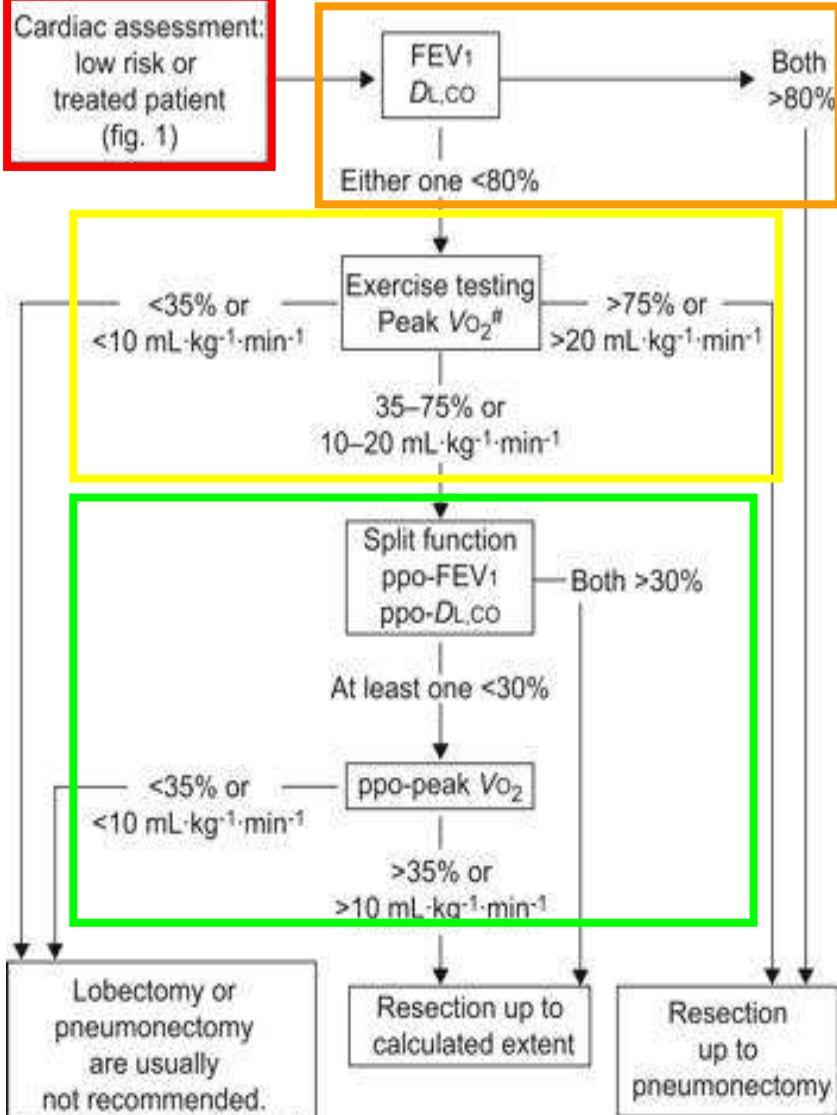 Cardiac assessment:
low risk or
treated patient
(fig. 1)
FEV1
DL,CO
Both
>80%
Either one <80%
Exercise testing
Peak VO2#
<35% or
<10 mL·kg-1·min-1
>75% or
>20 mL·kg-1·min-1
35–75% or
10–20 mL·kg-1·min-1
Split function
ppo-FEV1
ppo-DL,CO
Both >30%
At least one <30%
ppo-peak VO2
<35% or
<10 mL·kg-1·min-1
>35% or
>10 mL·kg-1·min-1
Lobectomy or
pneumonectomy
are usually
not recommended.
Resection up to
calculated extent
Resection
up to
pneumonectomy